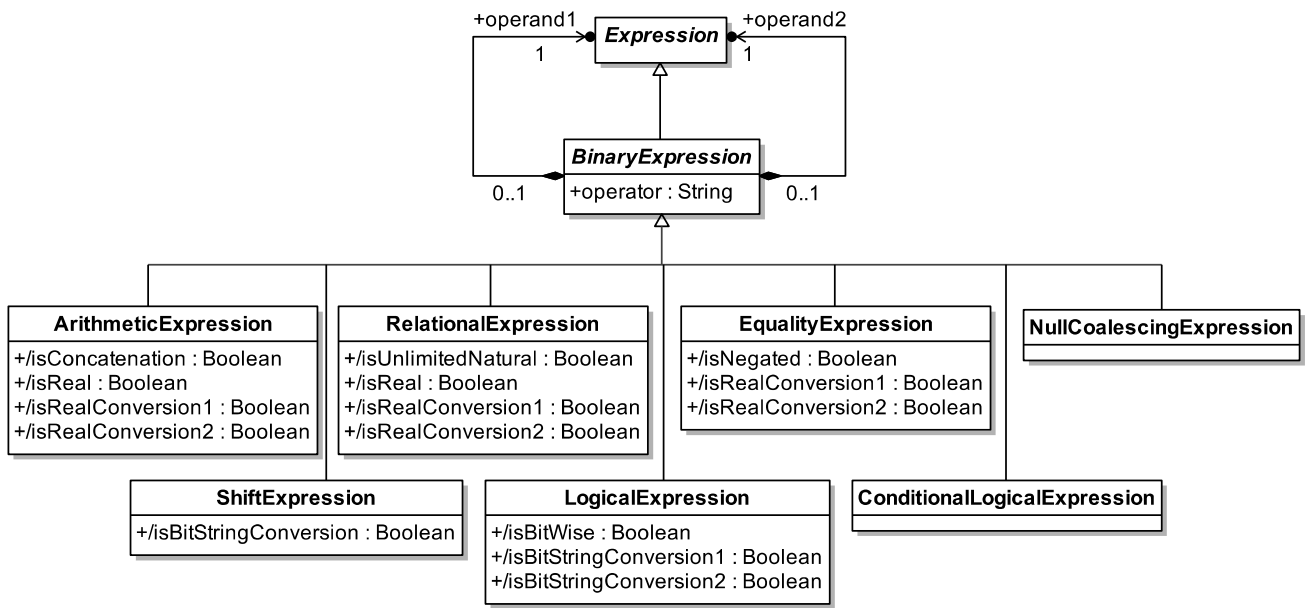 +operand1
Expression
+operand2
1
1
BinaryExpression
0..1
+operator : String
0..1
ArithmeticExpression
+/isConcatenation : Boolean
+/isReal : Boolean
+/isRealConversion1 : Boolean
+/isRealConversion2 : Boolean
RelationalExpression
+/isUnlimitedNatural : Boolean
+/isReal : Boolean
+/isRealConversion1 : Boolean
+/isRealConversion2 : Boolean
EqualityExpression
+/isNegated : Boolean
+/isRealConversion1 : Boolean
+/isRealConversion2 : Boolean
NullCoalescingExpression
ShiftExpression
+/isBitStringConversion : Boolean
LogicalExpression
+/isBitWise : Boolean
+/isBitStringConversion1 : Boolean
+/isBitStringConversion2 : Boolean
ConditionalLogicalExpression